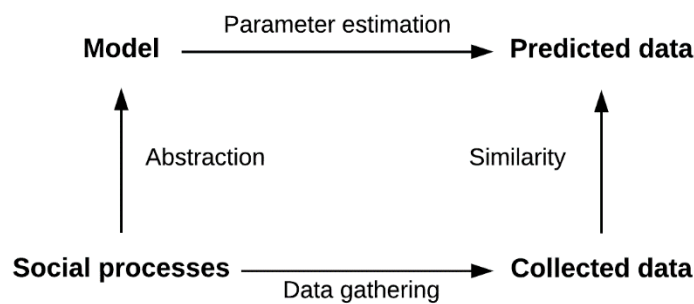 Parameter estimation
Model
Predicted data
Abstraction
Similarity
Social processes
Collected data
Data gathering